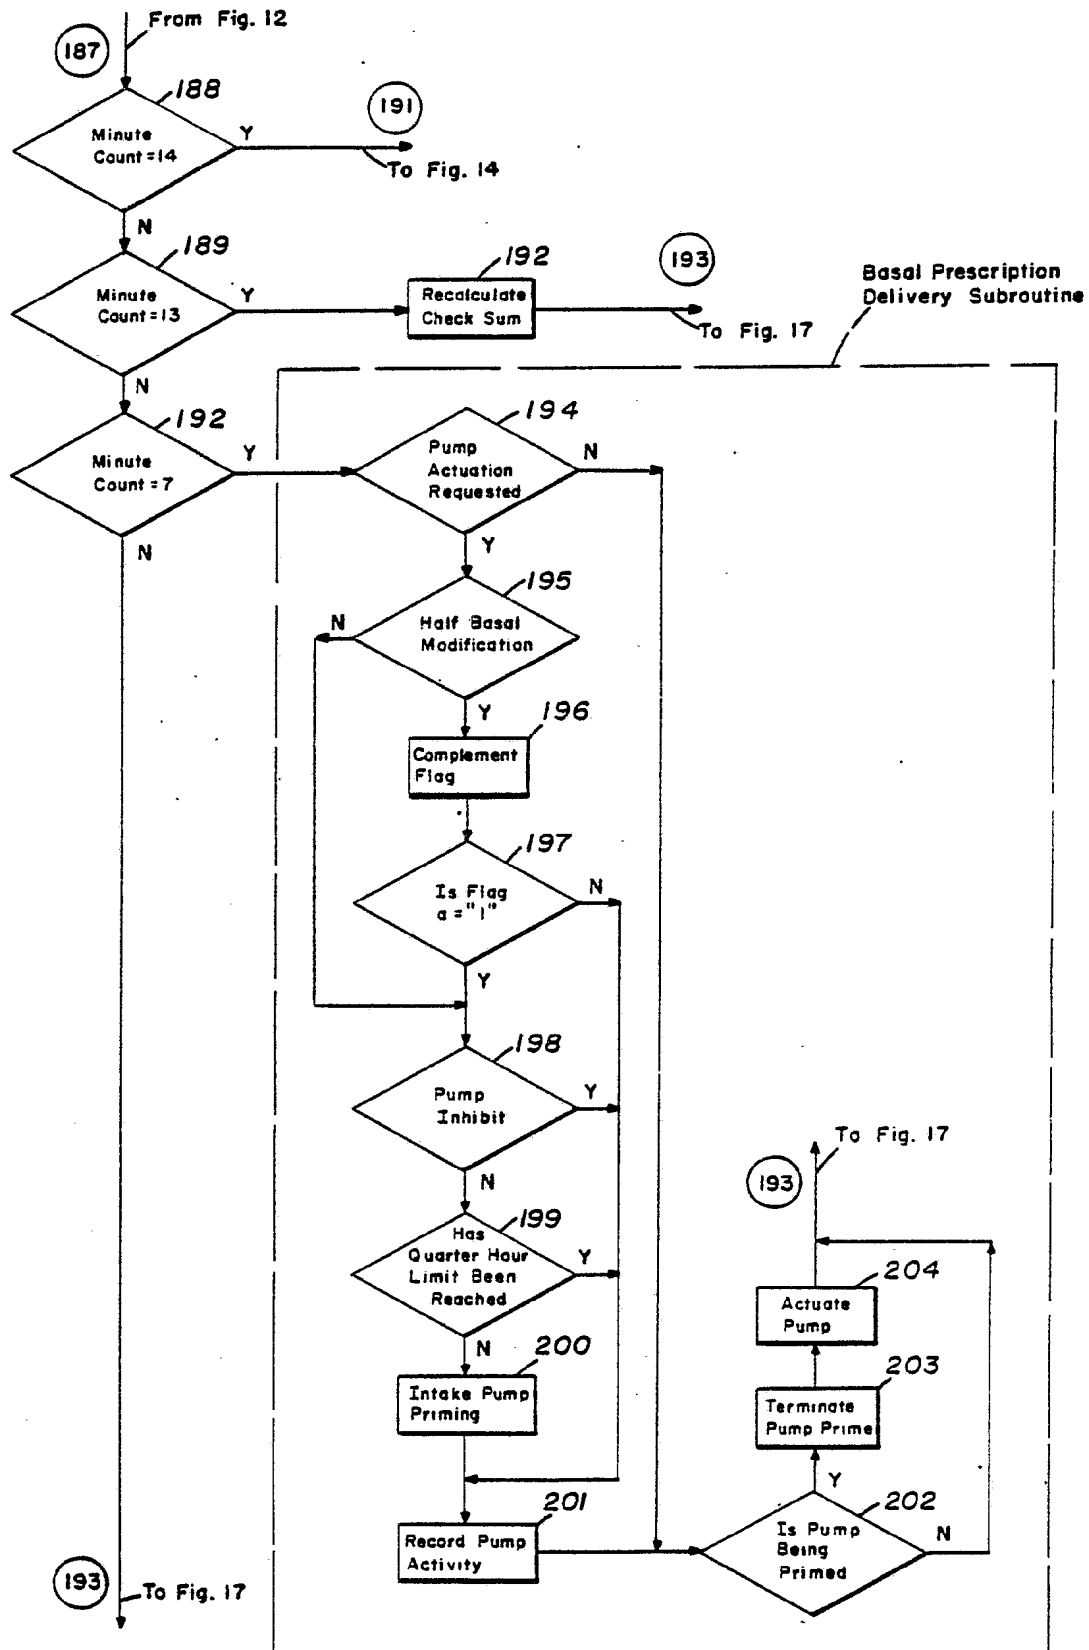 From Fig. 12
187
188
Minute
Count = 14
Y
191
To Fig. 14
N
189
Minute
Count = 13
Y
192
Recalculate
Check Sum
193
To Fig. 17
Basal Prescription
Delivery Subroutine
N
192
Minute
Count = 7
Y
N
194
Pump
Actuation
Requested
N
Y
195
Half Basal
Modification
N
Y
196
Complement
Flag
197
Is Flag
a = "1"
N
Y
198
Pump
Inhibit
Y
N
199
Has
Quarter Hour
Limit Been
Reached
Y
N
200
Intake Pump
Priming
201
Record Pump
Activity
202
Is Pump
Being
Primed
N
Y
203
Terminate
Pump Prime
204
Actuate
Pump
193
To Fig. 17
193
To Fig. 17